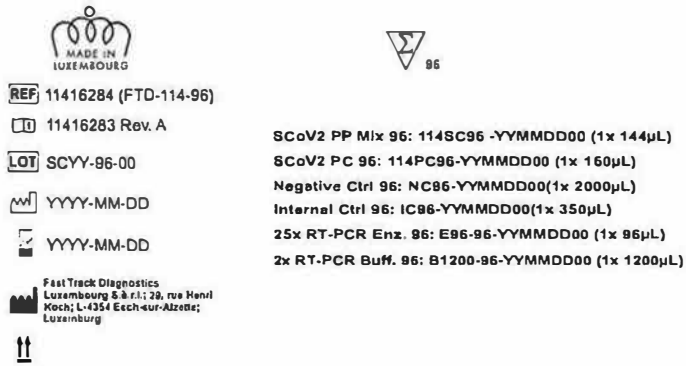 MADE IN
LUXEMBOURG
Σ
96
REF 11416284 (FTD-114-96)
11416283 Rev. A
LOT SCYY-96-00
YYYY-MM-DD
YYYY-MM-DD
Fast Track Diagnostics
Luxembourg S.à r.l.; 29, rue Henri
Koch; L-4354 Esch-sur-Alzette;
Luxemburg
SCoV2 PP Mix 96: 114SC96 -YYMMDD00 (1x 144µL)
SCoV2 PC 96: 114PC96-YYMMDD00 (1x 160µL)
Negative Ctrl 96: NC96-YYMMDD00(1x 2000µL)
Internal Ctrl 96: IC96-YYMMDD00(1x 350µL)
25x RT-PCR Enz. 96: E96-96-YYMMDD00 (1x 96µL)
2x RT-PCR Buff. 96: B1200-96-YYMMDD00 (1x 1200µL)